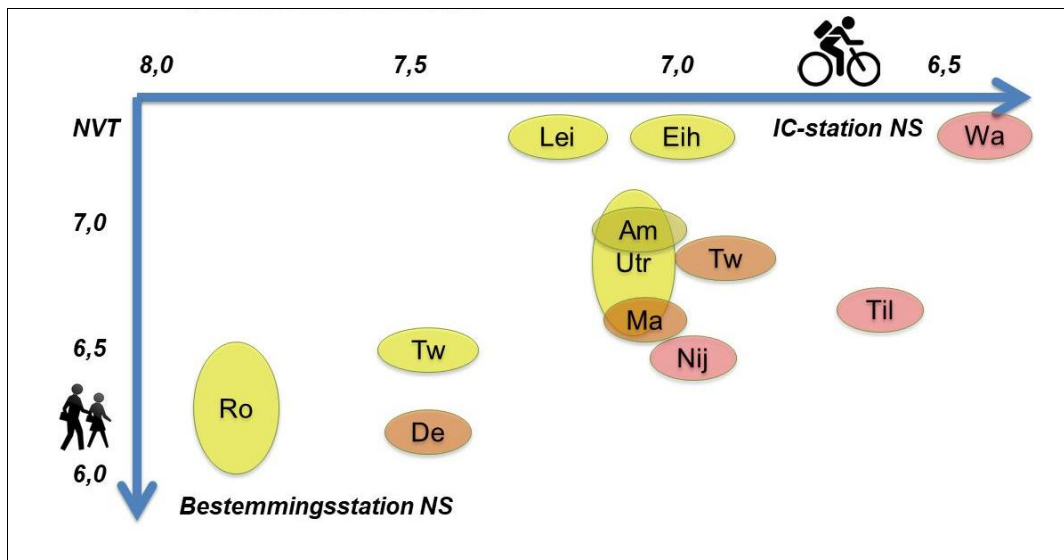 8,0 7,5 7,0 6,5
NVT IC-station NS
Lei Eih Wa
7,0
Am
Utr Tw
Ma Til
6,5 Tw Nij
Ro De
6,0
Bestemmingsstation NS